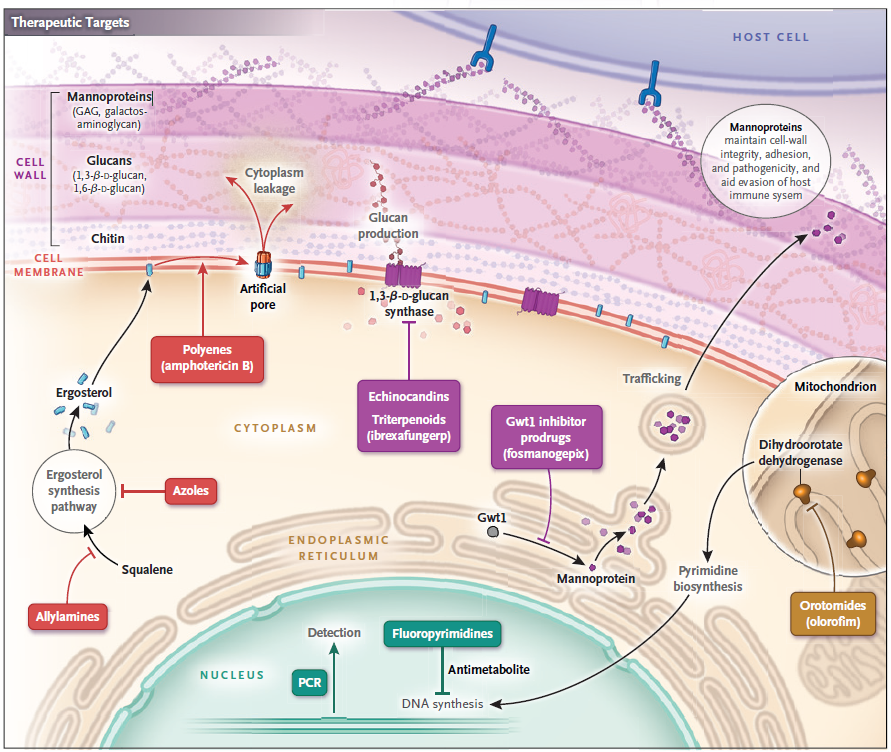 Therapeutic Targets
HOST CELL
Mannoproteins
(GAG, galactos-
aminoglycan)
CELL
WALL
Glucans
(1,3-β-D-glucan,
1,6-β-D-glucan)
Chitin
CELL
MEMBRANE
Cytoplasm
leakage
Glucan
production
Mannoproteins
maintain cell-wall
integrity, adhesion,
and pathogenicity, and
aid evasion of host
immune sysem
Artificial
pore
1,3-β-D-glucan
synthase
Polyenes
(amphotericin B)
Ergosterol
CYTOPLASM
Echinocandins
Triterpenoids
(ibrexafungerp)
Trafficking
Mitochondrion
Gwt1 inhibitor
prodrugs
(fosmanogepix)
Dihydroorotate
dehydrogenase
Ergosterol
synthesis
pathway
Azoles
Gwt1
ENDOPLASMIC
RETICULUM
Squalene
Mannoprotein
Pyrimidine
biosynthesis
Allylamines
Orotomides
(olorofim)
Detection
Fluoropyrimidines
NUCLEUS
PCR
Antimetabolite
DNA synthesis